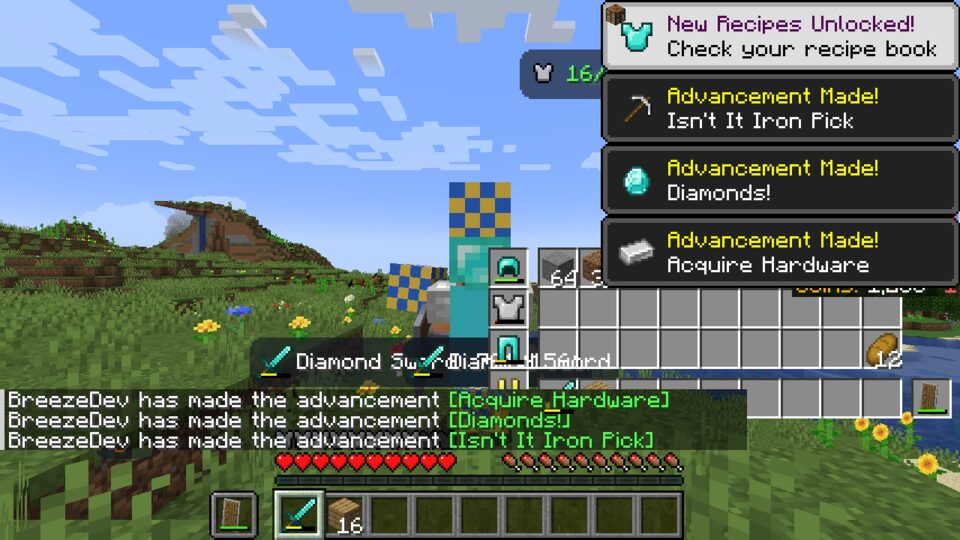 New Recipes Unlocked!
Check your recipe book
16/
Advancement Made!
Isn't It Iron Pick
Advancement Made!
Diamonds!
Advancement Made!
Acquire Hardware
64
12
Diamond
BreezeDev has made the advancement [Acquire Hardware]
BreezeDev has made the advancement [Diamonds!]
BreezeDev has made the advancement [Isn't It Iron Pick]
16